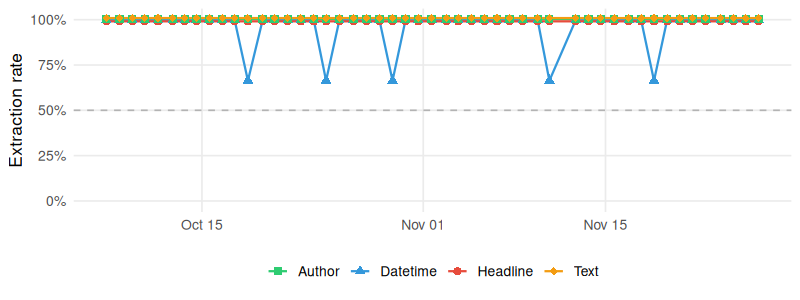 Extraction rate
100%
75%
50%
25%
0%
Oct 15 Nov 01 Nov 15
Author Datetime Headline Text